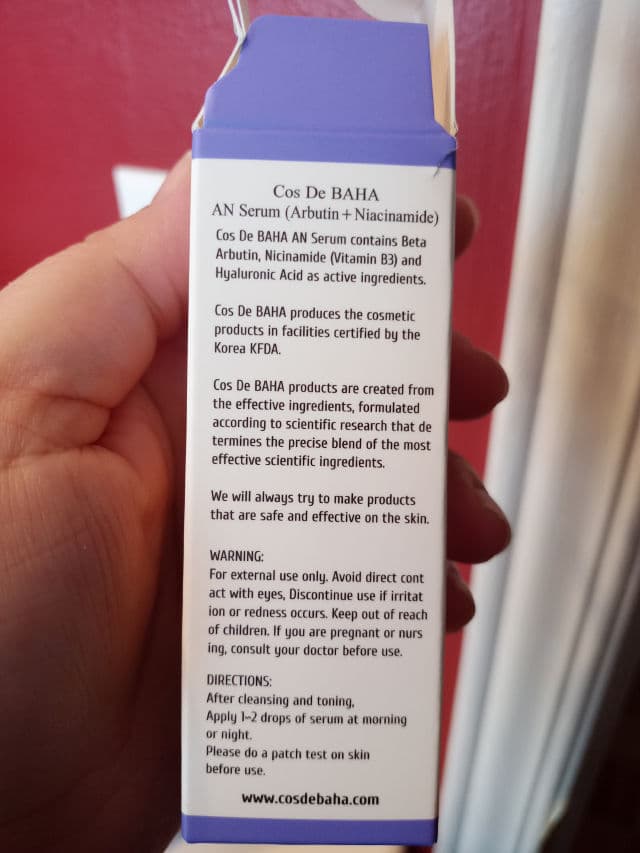 Cos De BAHA
AN Serum (Arbutin+Niacinamide)
Cos De BAHA AN Serum contains Beta
Arbutin, Nicinamide (Vitamin B3) and
Hyaluronic Acid as active ingredients.
Cos De BAHA produces the cosmetic
products in facilities certified by the
Korea KFDA.
Cos De BAHA products are created from
the effective ingredients, formulated
according to scientific research that de
termines the precise blend of the most
effective scientific ingredients.
We will always try to make products
that are safe and effective on the skin.
WARNING:
For external use only. Avoid direct cont
act with eyes, Discontinue use if irritat
ion or redness occurs. Keep out of reach
of children. If you are pregnant or nurs
ing, consult your doctor before use.
DIRECTIONS:
After cleansing and toning,
Apply 1-2 drops of serum at morning
or night.
Please do a patch test on skin
before use.
www.cosdebaha.com